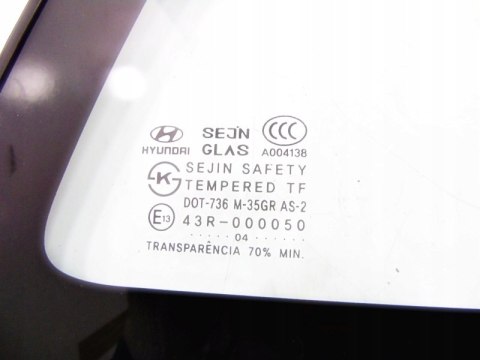 SEJN
HYUNDAI GLAS A004138
SEJIN SAFETY
TEMPERED TF
DOT-736 M-35GR AS-2
E13 43R-000050
...... 04 ......
TRANSPARÊNCIA 70% MIN.